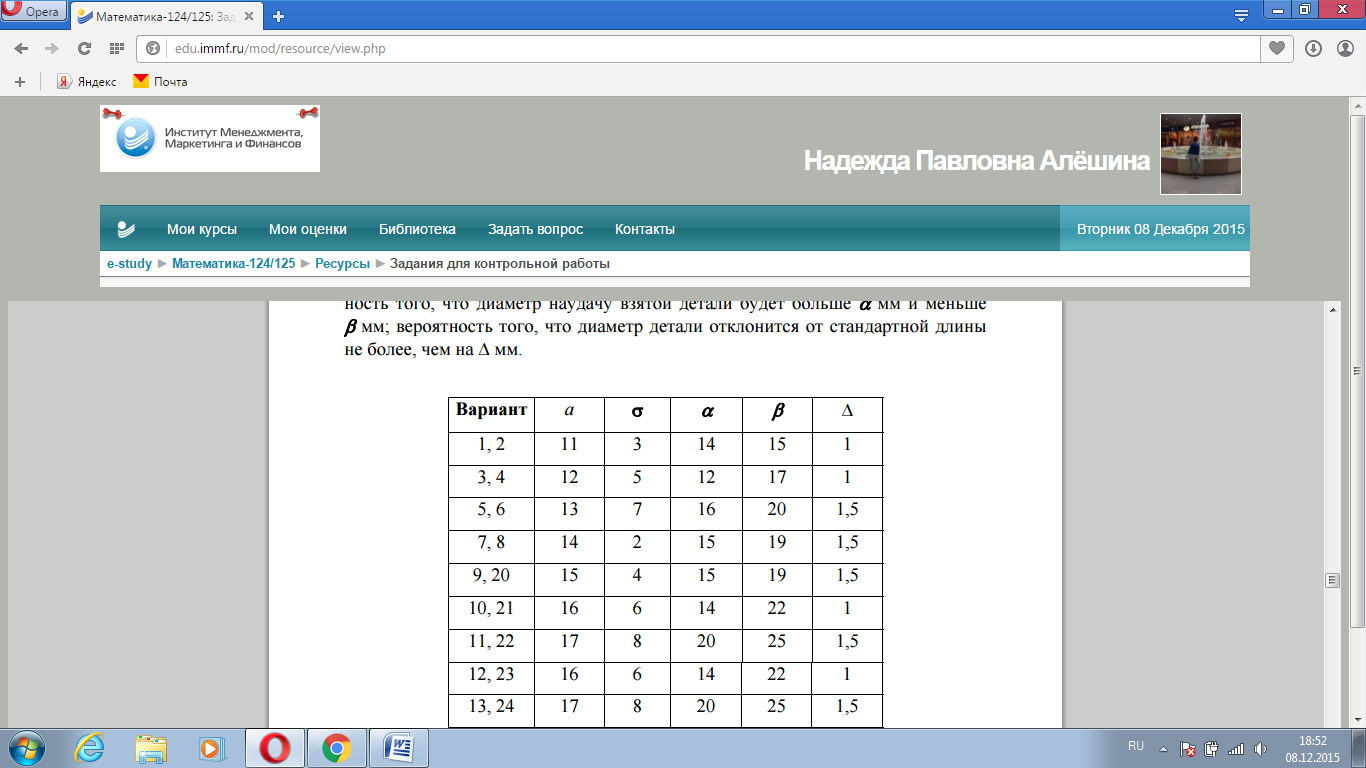 Opera
Математика-124/125: Зад
edu.immf.ru/mod/resource/view.php
Яндекс Почта
Институт Менеджмента,
Маркетинга и Финансов
Надежда Павловна Алёшина
Мои курсы Мои оценки Библиотека Задать вопрос Контакты Вторник 08 Декабря 2015
e-study ► Математика-124/125 ► Ресурсы ► Задания для контрольной работы
ность того, что диаметр наудачу взятой детали будет больше α мм и меньше
β мм; вероятность того, что диаметр детали отклонится от стандартной длины
не более, чем на Δ мм.
Вариант a σ α β Δ
1, 2 11 3 14 15 1
3, 4 12 5 12 17 1
5, 6 13 7 16 20 1,5
7, 8 14 2 15 19 1,5
9, 20 15 4 15 19 1,5
10, 21 16 6 14 22 1
11, 22 17 8 20 25 1,5
12, 23 16 6 14 22 1
13, 24 17 8 20 25 1,5
RU 18:52
08.12.2015